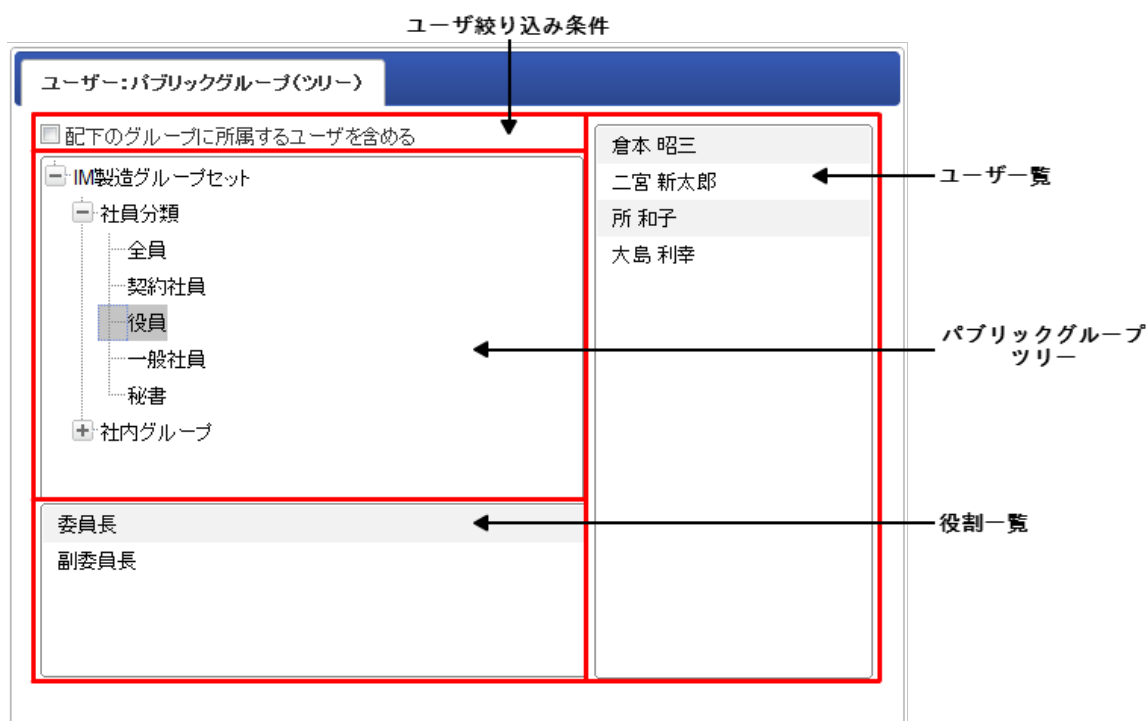 ユーザ絞り込み条件
ユーザー:パブリックグループ(ツリー)
配下のグループに所属するユーザを含める
IM製造グループセット
社員分類
全員
契約社員
役員
一般社員
秘書
社内グループ
委員長
副委員長
倉本 昭三
二宮 新太郎
所 和子
大島 利幸
ユーザ一覧
パブリックグループ
ツリー
役割一覧